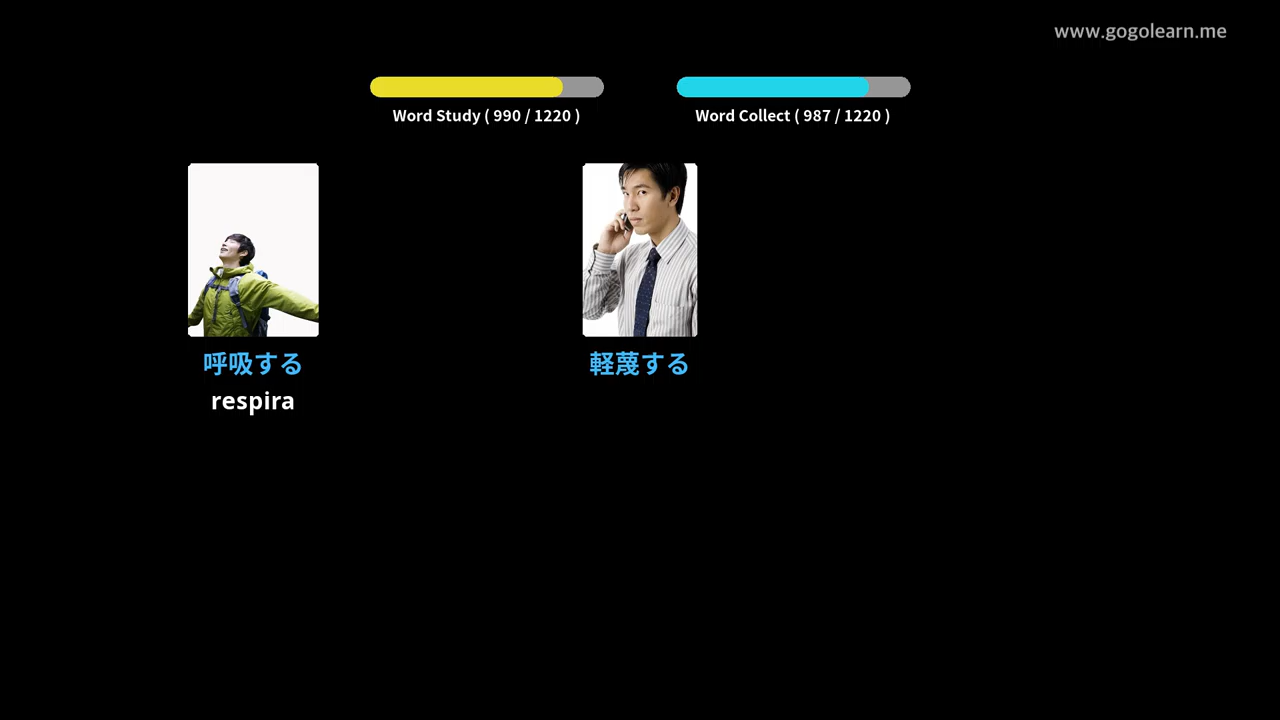 www.gogolearn.me
Word Study ( 990 / 1220 )
Word Collect ( 987 / 1220 )
呼吸する
respira
軽蔑する